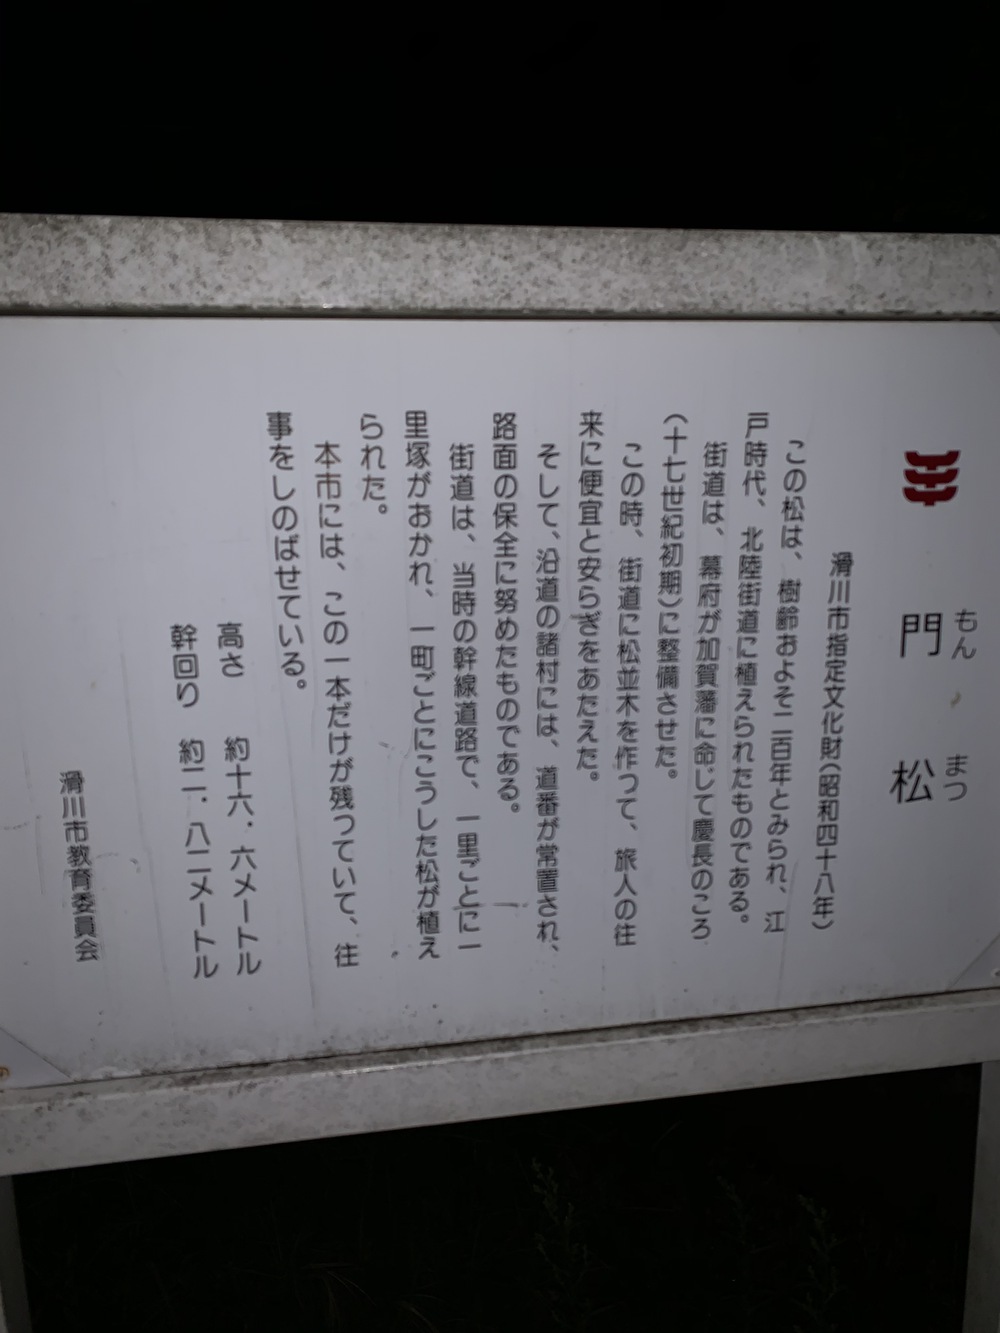 門松
もんまつ
滑川市指定文化財（昭和四十八年）
この松は、樹齢およそ二百年とみられ、江
戸時代、北陸街道に植えられたものである。
街道は、幕府が加賀藩に命じて慶長のころ
（十七世紀初期）に整備させた。
この時、街道に松並木を作つて、旅人の往
来に便宜と安らぎをあたえた。
そして、沿道の諸村には、道番が常置され、
路面の保全に努めたものである。
街道は、当時の幹線道路で、一里ごとに一
里塚がおかれ、一町ごとにこうした松が植え
られた。
本市には、この一本だけが残っていて、往
事をしのばせている。
高さ　約十六．六メートル
幹回り　約二．八二メートル
滑川市教育委員会